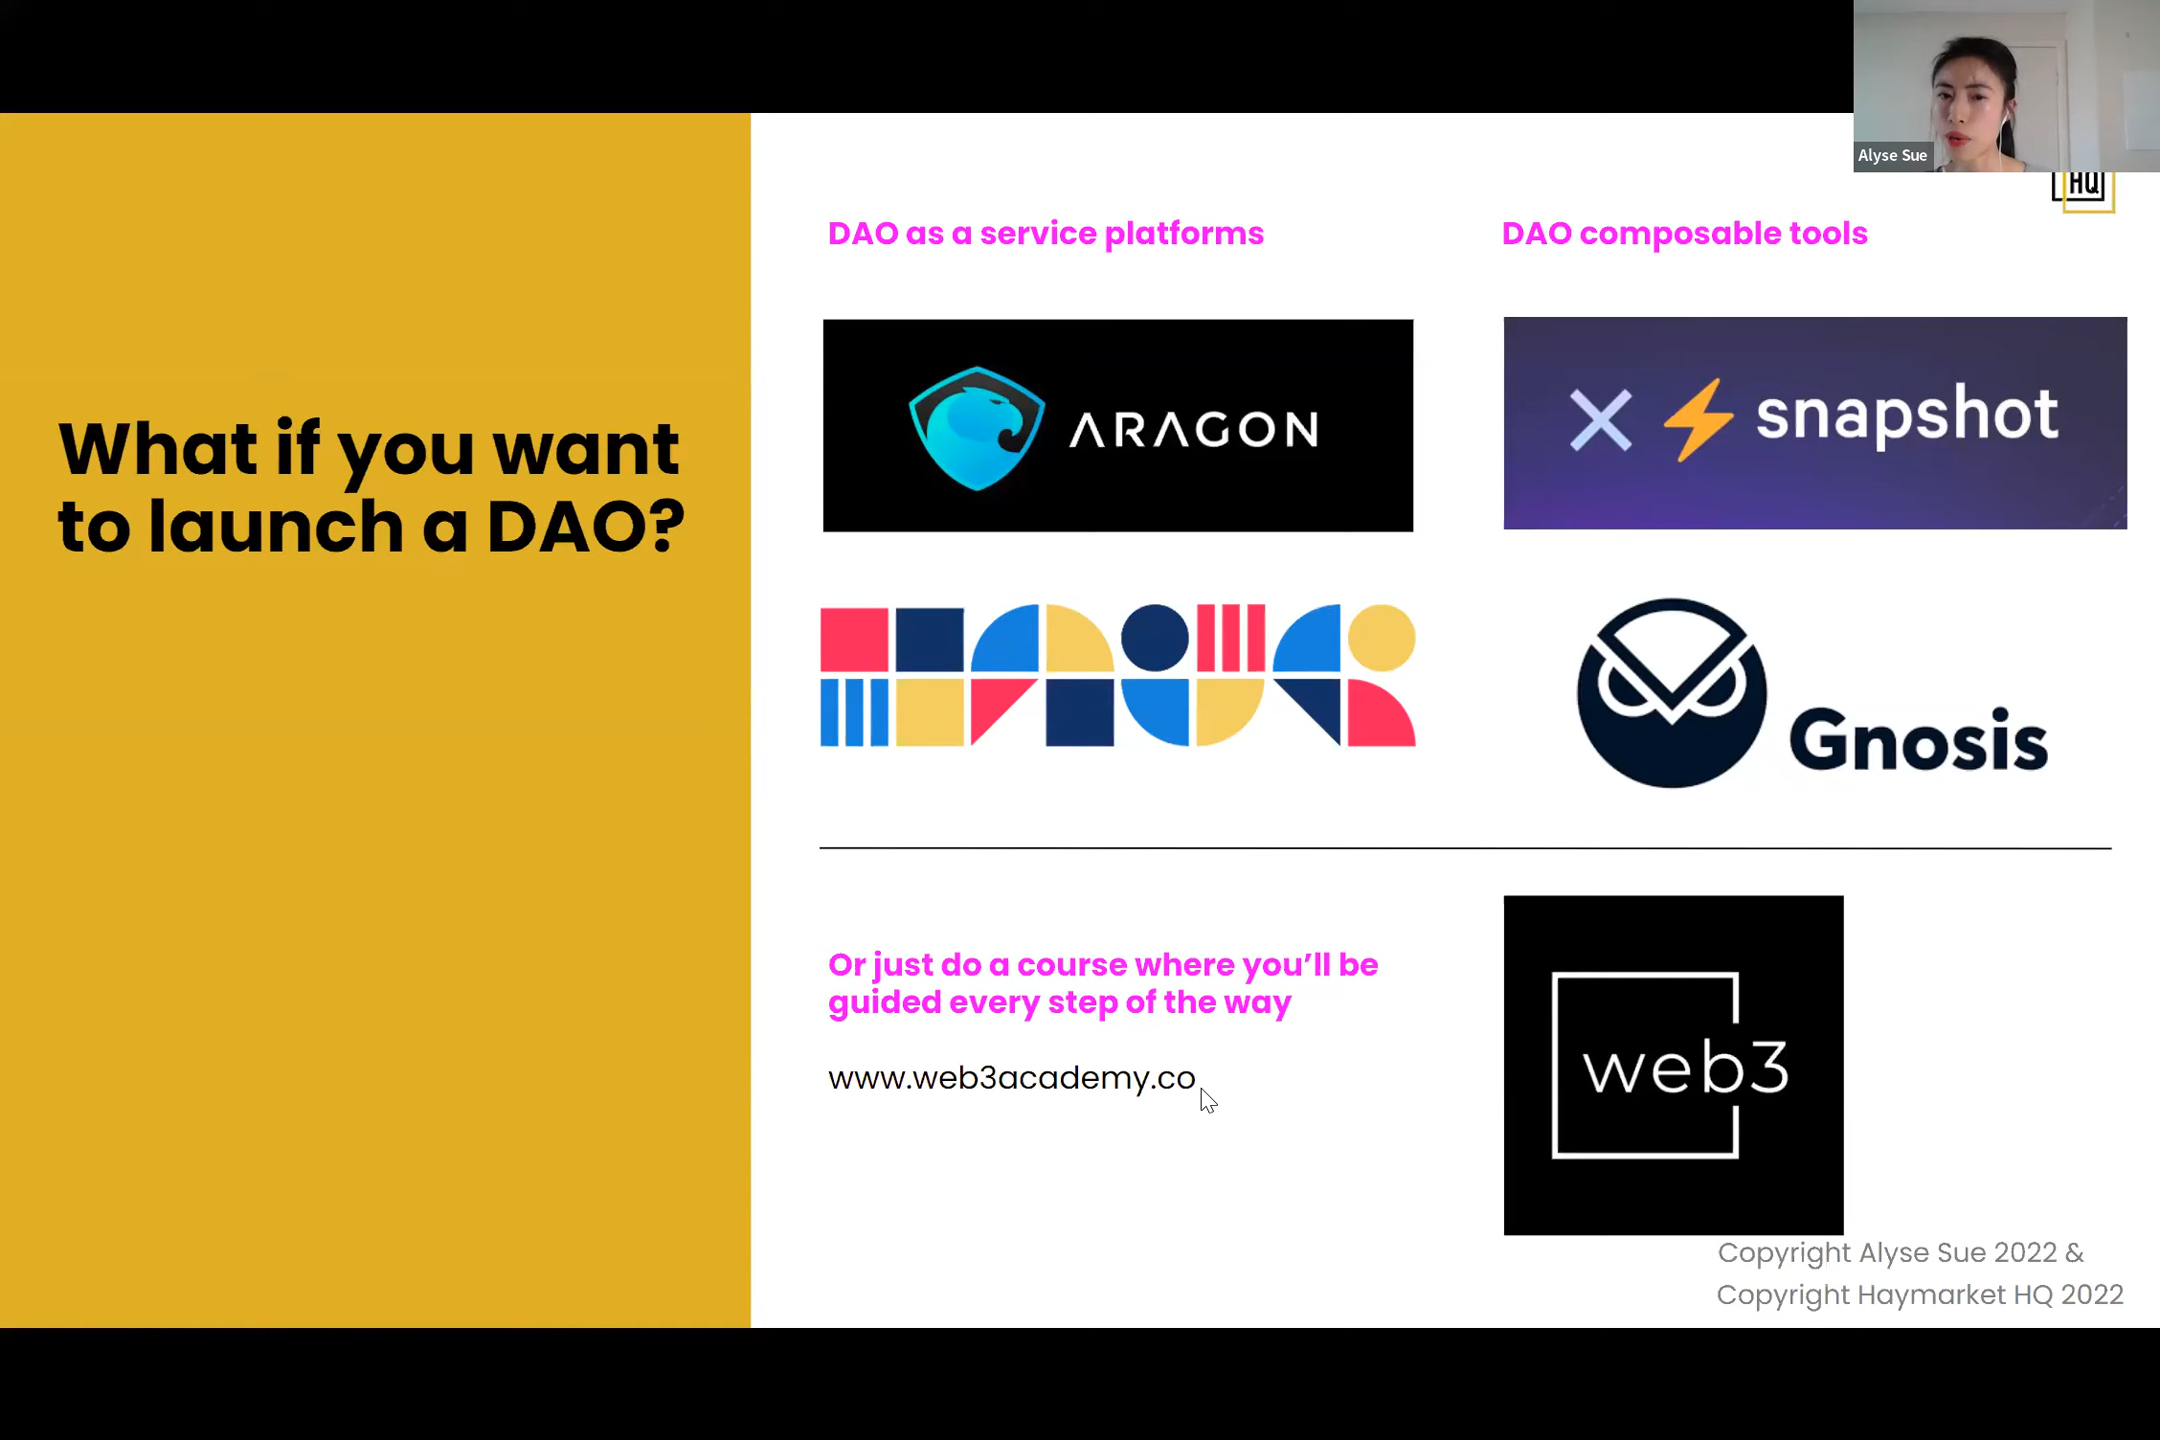 Alyse Sue
HQ
What if you want
to launch a DAO?
DAO as a service platforms
DAO composable tools
ARAGON
snapshot
Gnosis
Or just do a course where you'll be
guided every step of the way
www.web3academy.co
web3
Copyright Alyse Sue 2022 &
Copyright Haymarket HQ 2022